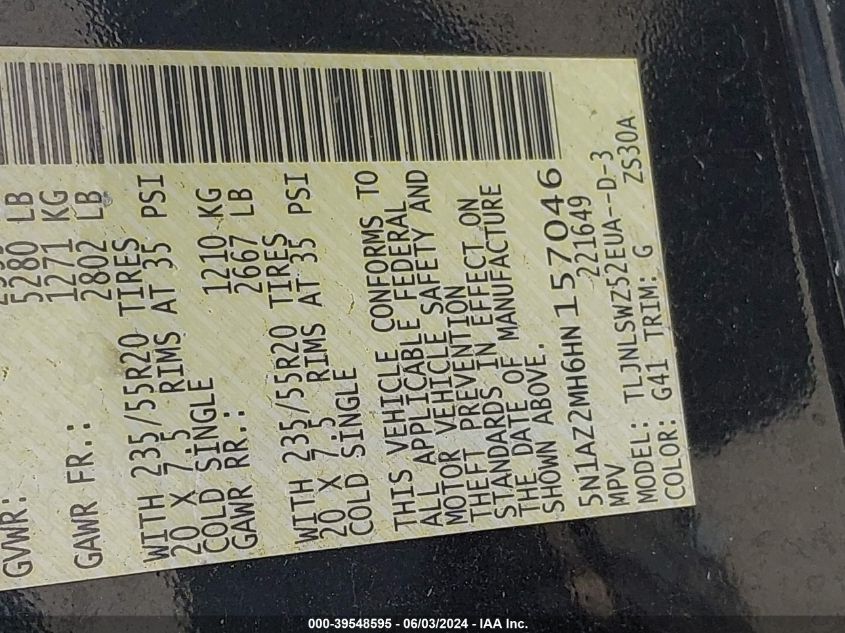 GVWR: 5280 LB
1271 KG
GAWR FR.: 2802 LB
WITH 235/55R20 TIRES
20 X 7.5 RIMS AT 35 PSI
COLD SINGLE 1210 KG
GAWR RR.: 2667 LB
WITH 235/55R20 TIRES
20 X 7.5 RIMS AT 35 PSI
COLD SINGLE
THIS VEHICLE CONFORMS TO
ALL APPLICABLE FEDERAL
MOTOR VEHICLE SAFETY AND
THEFT PREVENTION
STANDARDS IN EFFECT ON
THE DATE OF MANUFACTURE
SHOWN ABOVE.
5N1AZ2MH6HN157046
MPV 221649
MODEL: TLJNLSWZ52EUA--D-3
COLOR: G41 TRIM: G ZS30A
000-39548595 - 06/03/2024 - IAA Inc.